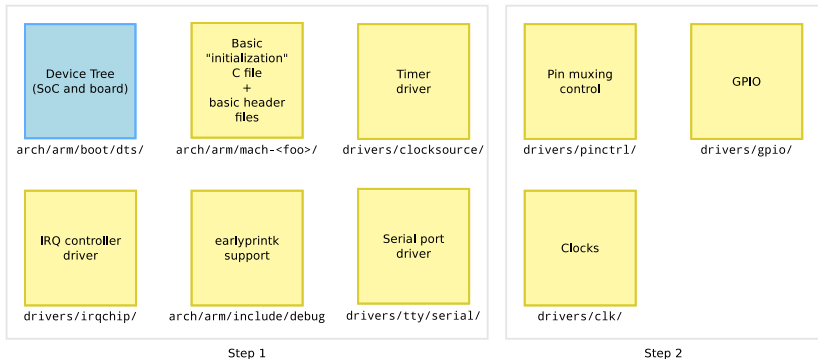 Device Tree
(SoC and board)
arch/arm/boot/dts/
Basic
"initialization"
C file
+
basic header
files
arch/arm/mach-<foo>/
Timer
driver
drivers/clocksource/
IRQ controller
driver
drivers/irqchip/
earlyprintk
support
arch/arm/include/debug
Serial port
driver
drivers/tty/serial/
Step 1
Pin muxing
control
drivers/pinctrl/
GPIO
drivers/gpio/
Clocks
drivers/clk/
Step 2